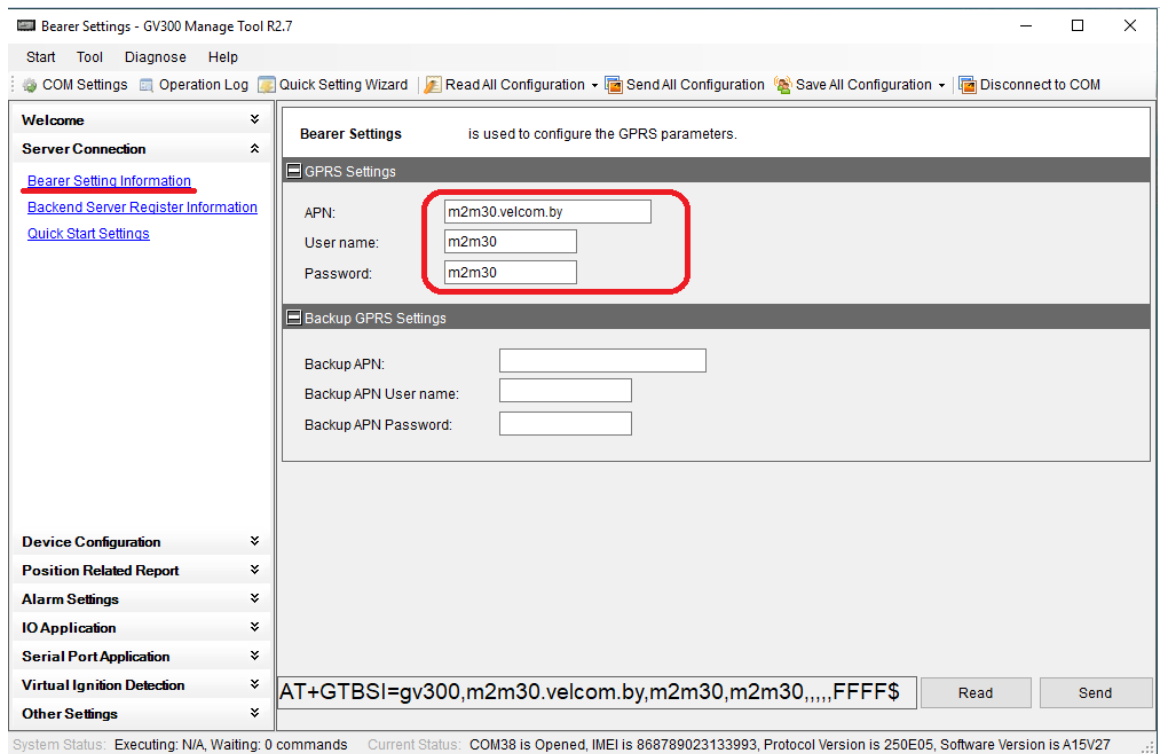 Bearer Settings - GV300 Manage Tool R2.7
Start Tool Diagnose Help
COM Settings Operation Log Quick Setting Wizard Read All Configuration Send All Configuration Save All Configuration Disconnect to COM
Welcome
Server Connection
Bearer Setting Information
Backend Server Register Information
Quick Start Settings
Device Configuration
Position Related Report
Alarm Settings
IO Application
Serial Port Application
Virtual Ignition Detection
Other Settings
Bearer Settings is used to configure the GPRS parameters.
GPRS Settings
APN: m2m30.velcom.by
User name: m2m30
Password: m2m30
Backup GPRS Settings
Backup APN:
Backup APN User name:
Backup APN Password:
AT+GTBSI=gv300,m2m30.velcom.by,m2m30,m2m30,,,,,FFFF$ Read Send
System Status: Executing: N/A, Waiting: 0 commands Current Status: COM38 is Opened, IMEI is 868789023133993, Protocol Version is 250E05, Software Version is A15V27